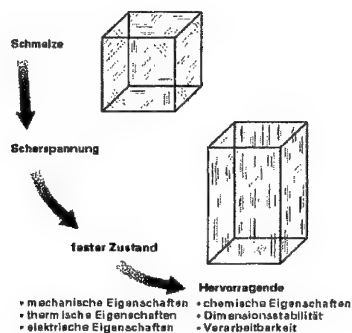 Schmelze
Scherspannung
fester Zustand
Hervorragende
• mechanische Eigenschaften • chemische Eigenschaften
• thermische Eigenschaften • Dimensionsstabilität
• elektrische Eigenschaften • Verarbeitbarkeit